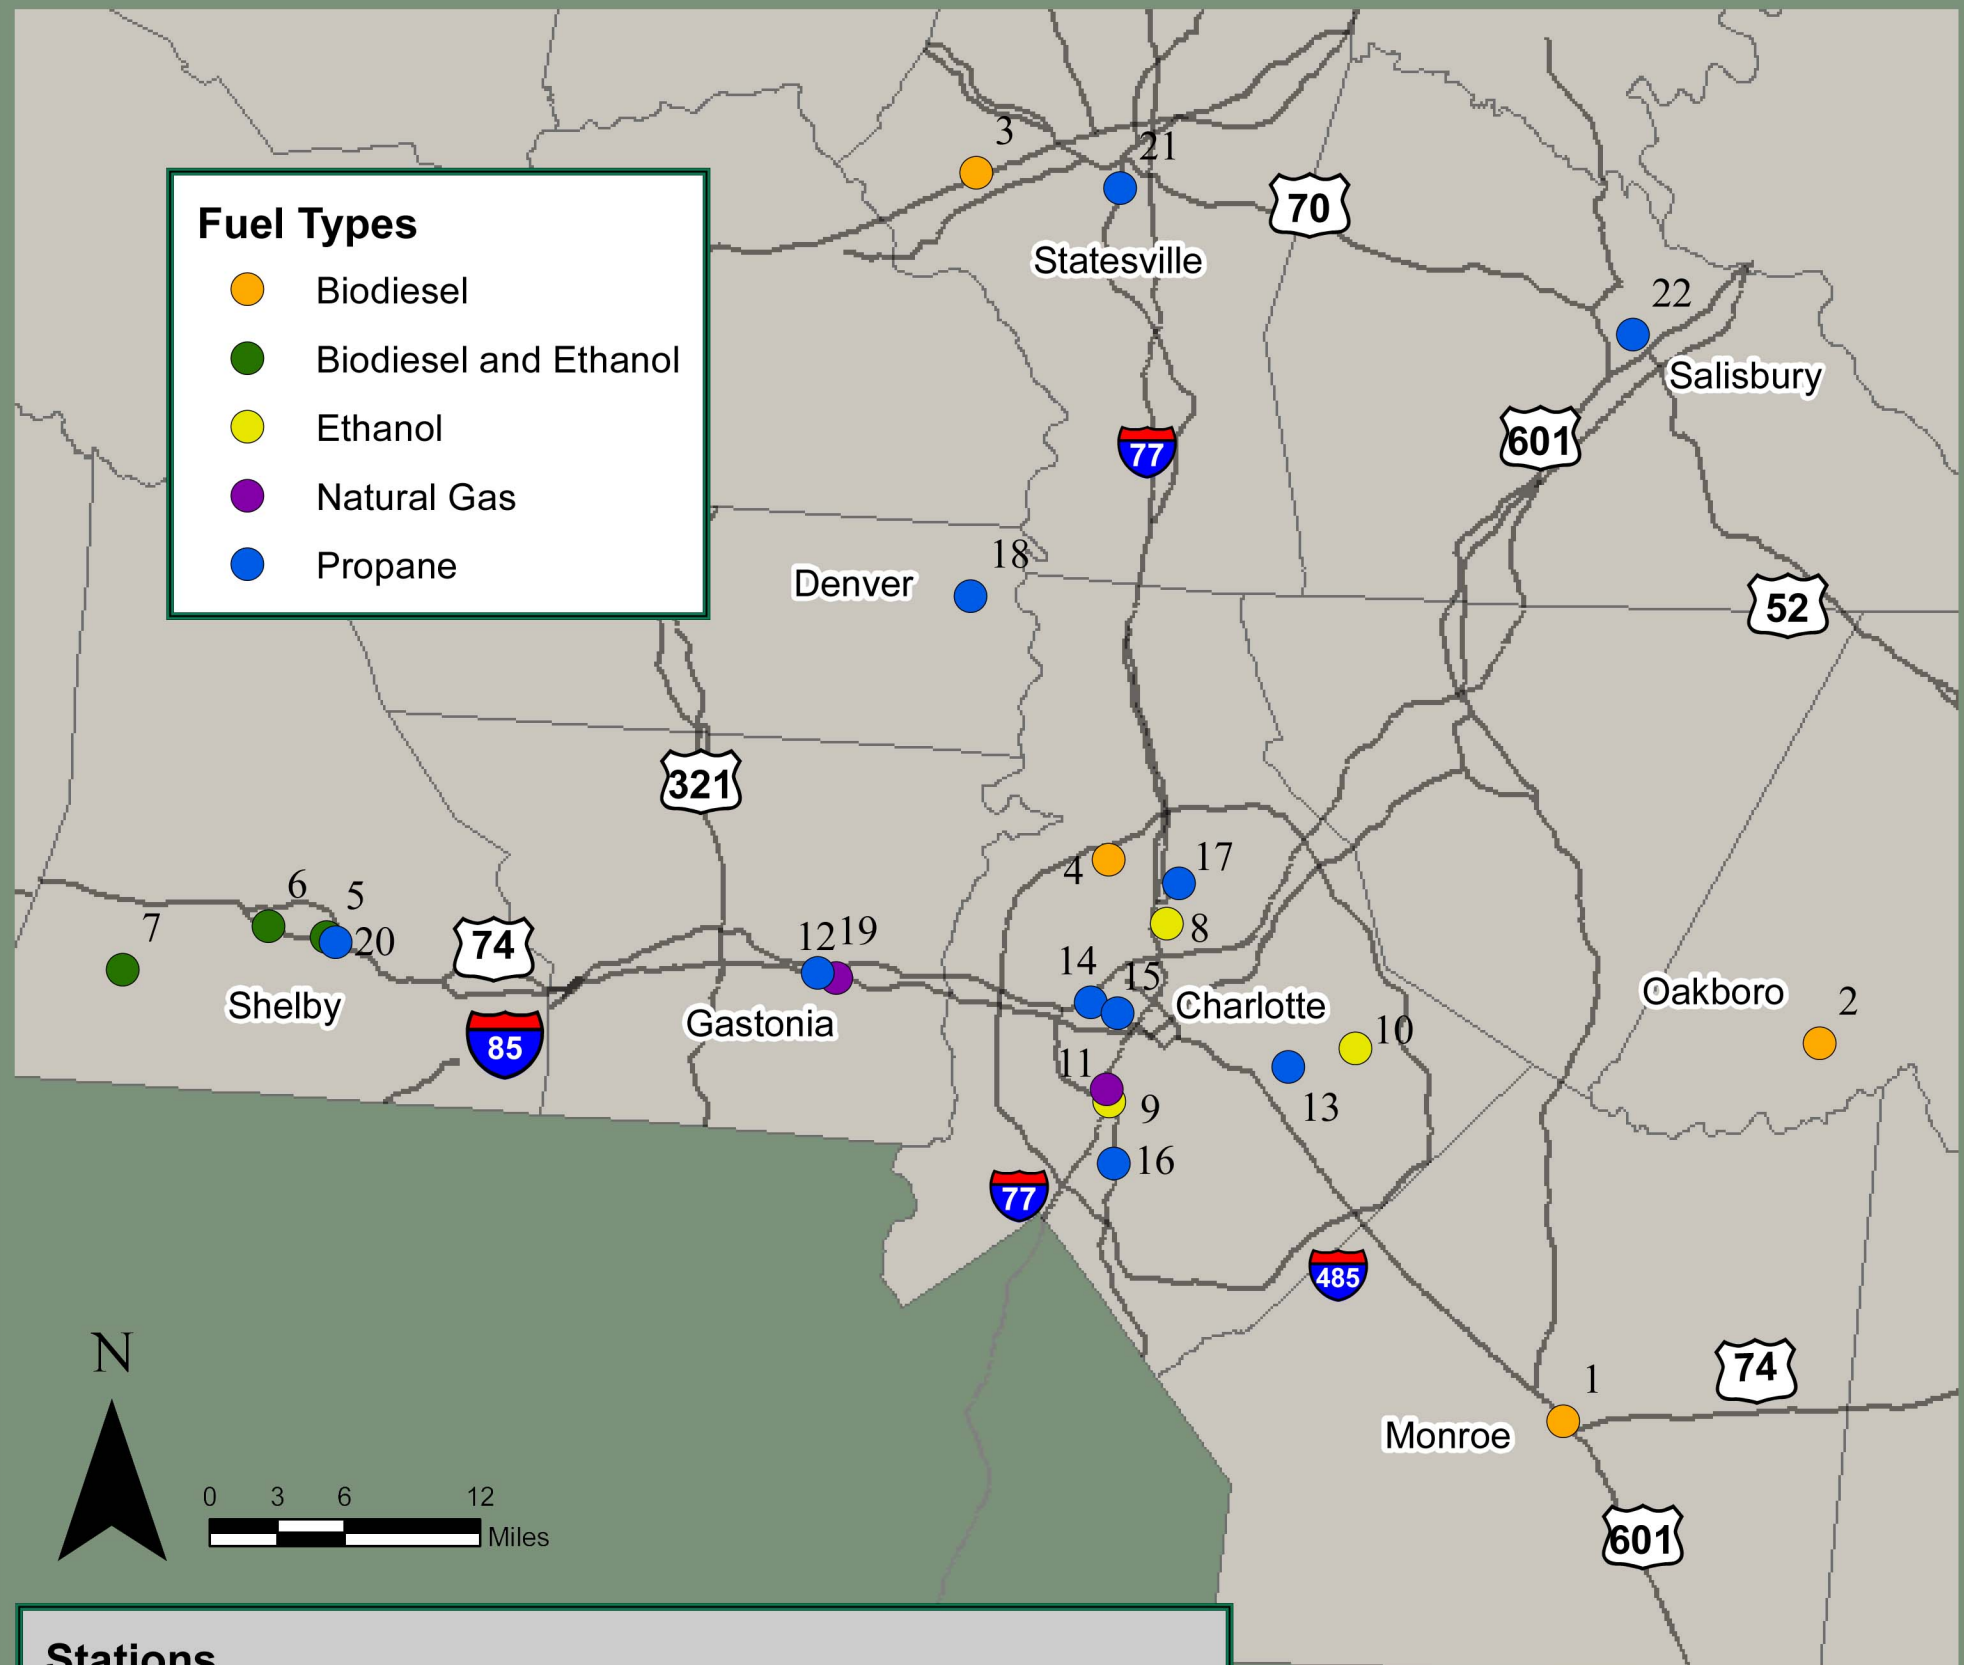 3
21
70
Statesville
Fuel Types
Biodiesel
Biodiesel and Ethanol
Ethanol
Natural Gas
Propane
22
Salisbury
601
77
18
Denver
52
321
4
17
8
6
5
7
20
74
12
19
14
15
Charlotte
Oakboro
2
Shelby
Gastonia
85
10
11
13
9
16
77
485
N
1
74
Monroe
0 3 6 12
Miles
601
Stations